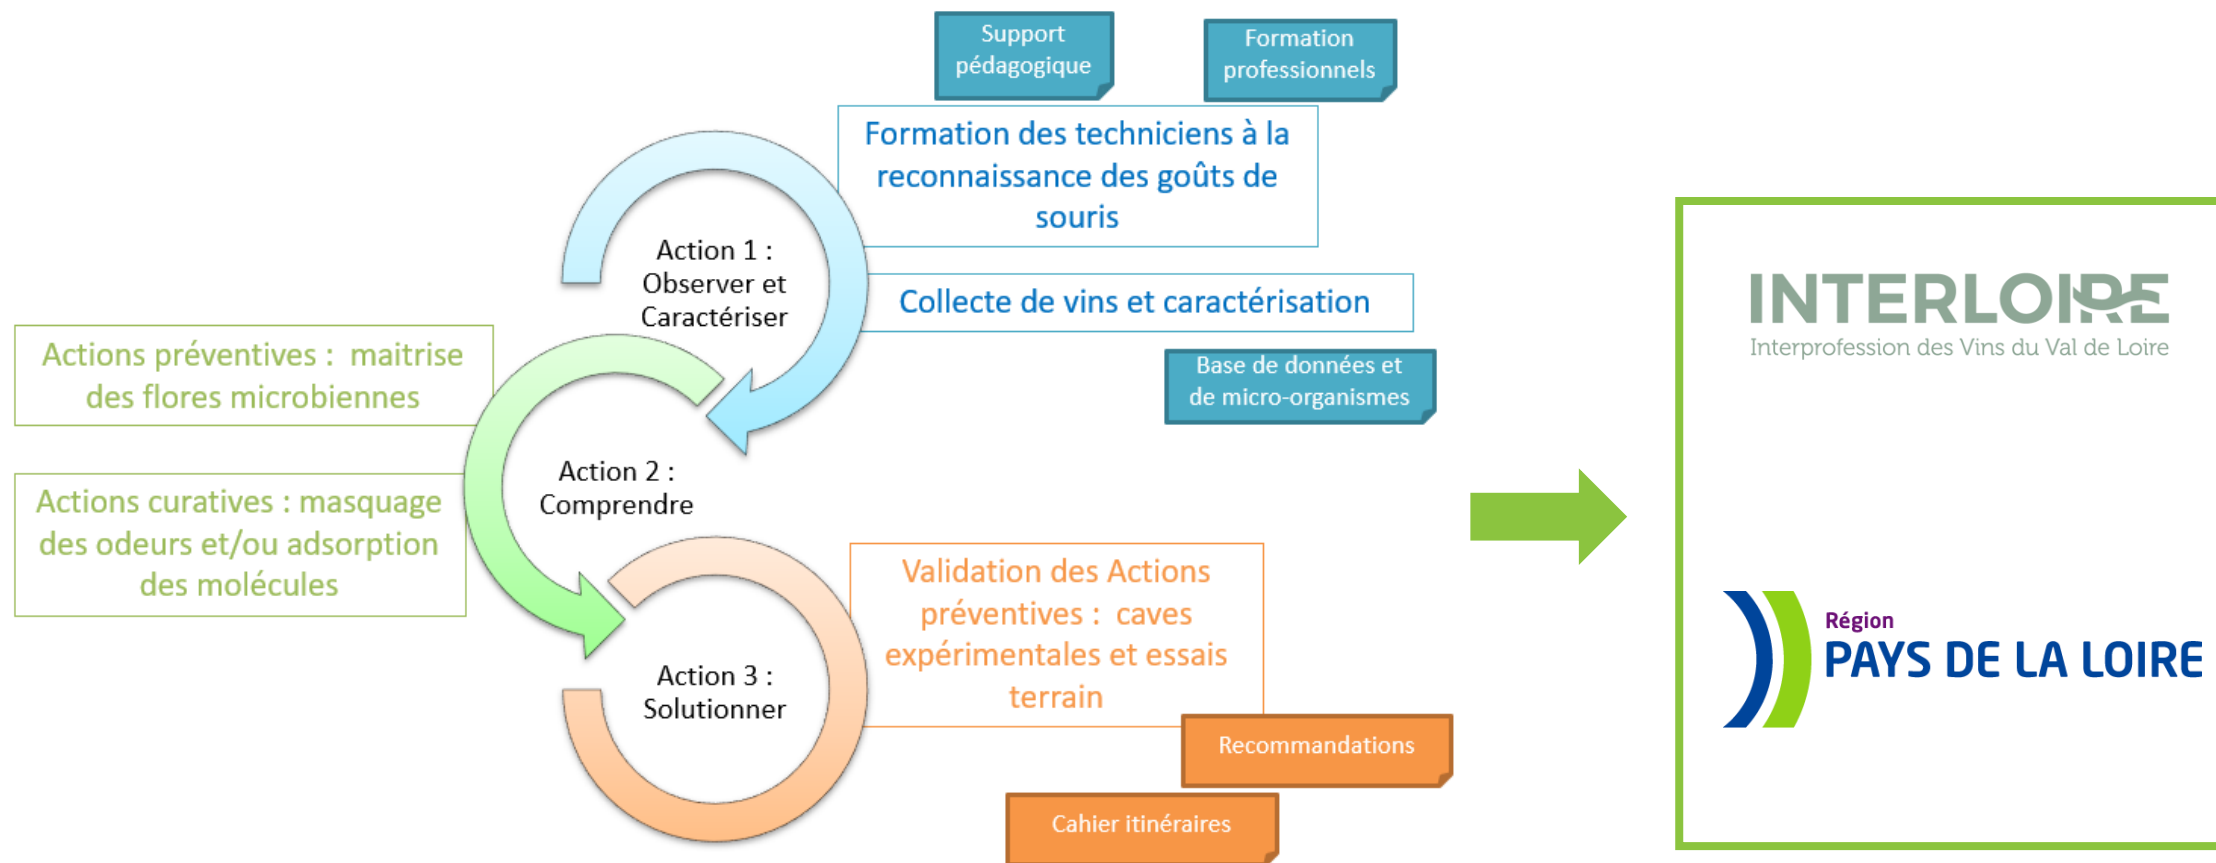 Support
pédagogique
Formation
professionnels
Formation des techniciens à la
reconnaissance des goûts de
souris
Action 1 :
Observer et
Caractériser
Collecte de vins et caractérisation
Base de données et
de micro-organismes
Actions préventives :  maitrise
des flores microbiennes
Actions curatives : masquage
des odeurs et/ou adsorption
des molécules
Action 2 :
Comprendre
Action 3 :
Solutionner
Validation des Actions
préventives :  caves
expérimentales et essais
terrain
Recommandations
Cahier itinéraires
INTERLOIRE
Interprofession des Vins du Val de Loire
Région
PAYS DE LA LOIRE